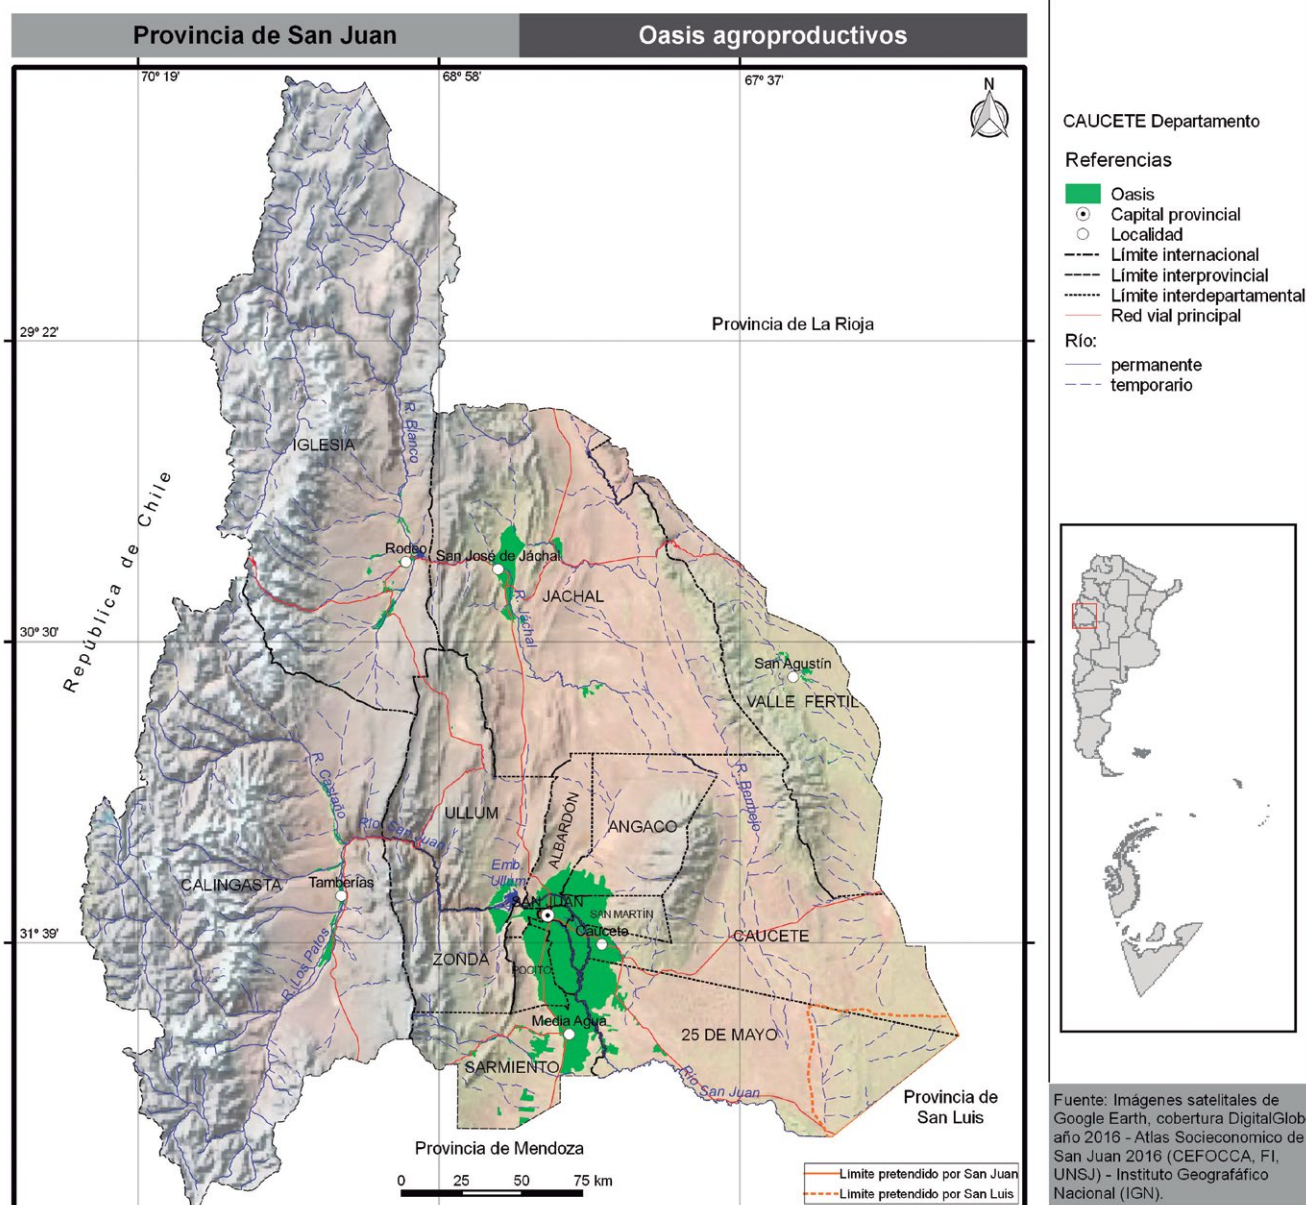 Provincia de San Juan
Oasis agroproductivos
70° 19'
68° 58'
67° 37'
N
29° 22'
30° 30'
31° 39'
Provincia de La Rioja
República de Chile
IGLESIA
R. Blanco
Rodeo
San José de Jáchal
JACHAL
R. Jáchal
San Agustín
VALLE FERTIL
R. Castaño
Río San Juan
ULLUM
ALBARDÓN
ANGACO
R. Bermejo
CALINGASTA
Tamberías
Emb.
Ullum
SAN JUAN
SAN MARTÍN
Caucete
CAUCETE
R. Los Patos
ZONDA
POCITO
Media Agua
25 DE MAYO
SARMIENTO
Río San Juan
Provincia de
San Luis
Provincia de Mendoza
0 25 50 75 km
Límite pretendido por San Juan
Límite pretendido por San Luis
CAUCETE Departamento
Referencias
Oasis
Capital provincial
Localidad
Límite internacional
Límite interprovincial
Límite interdepartamental
Red vial principal
Río:
permanente
temporario
Fuente: Imágenes satelitales de
Google Earth, cobertura DigitalGlob
año 2016 - Atlas Socieconomico de
San Juan 2016 (CEFOCCA, FI,
UNSJ) - Instituto Geografáfico
Nacional (IGN).